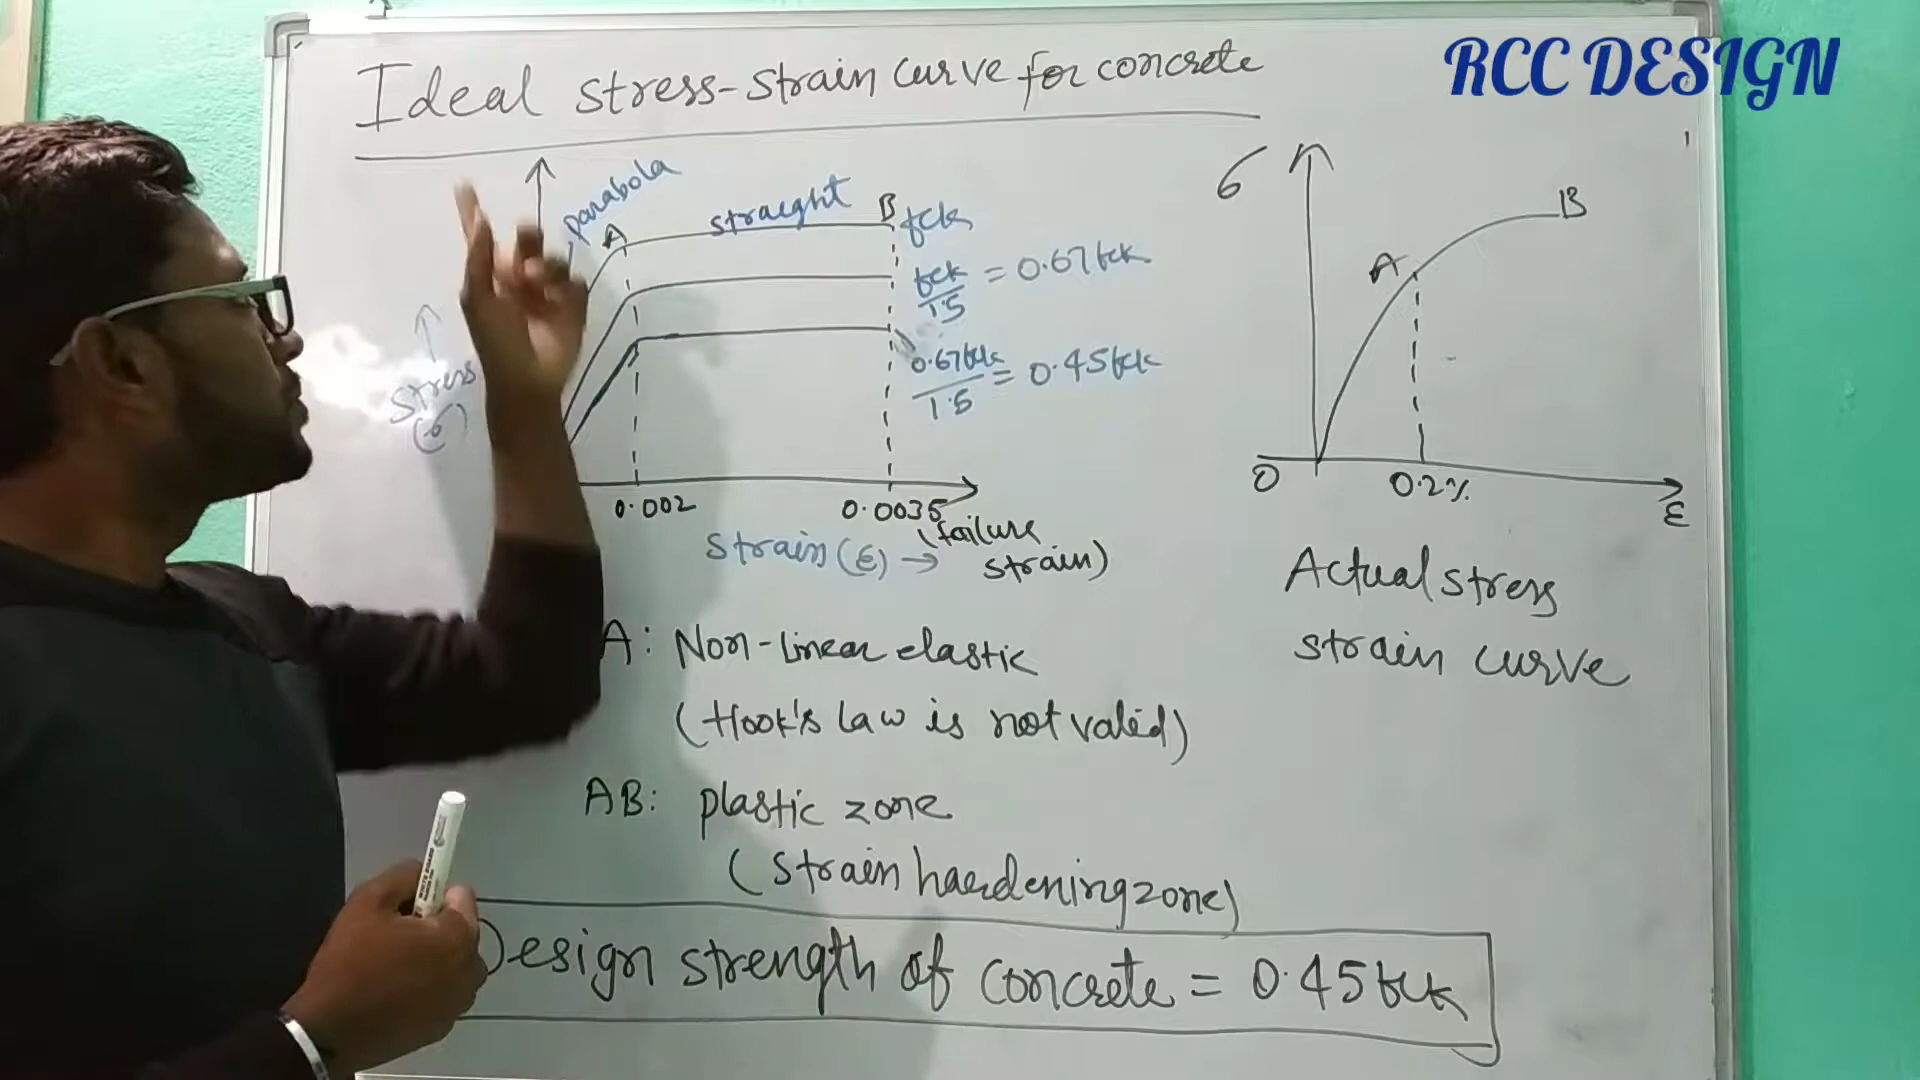 RCC DESIGN
Ideal stress-strain curve for concrete
parabola
straight
A
B
fck
fck/1.5 = 0.67fck
0.67fck/1.5 = 0.45fck
Stress
(σ)
0.002
0.0035
(failure
strain)
Strain (ε) →
σ
A
B
O
0.2%
ε
Actual stress
strain curve
A: Non-linear elastic
(Hook's law is not valid)
AB: plastic zone
(strain hardening zone)
Design strength of concrete = 0.45fck